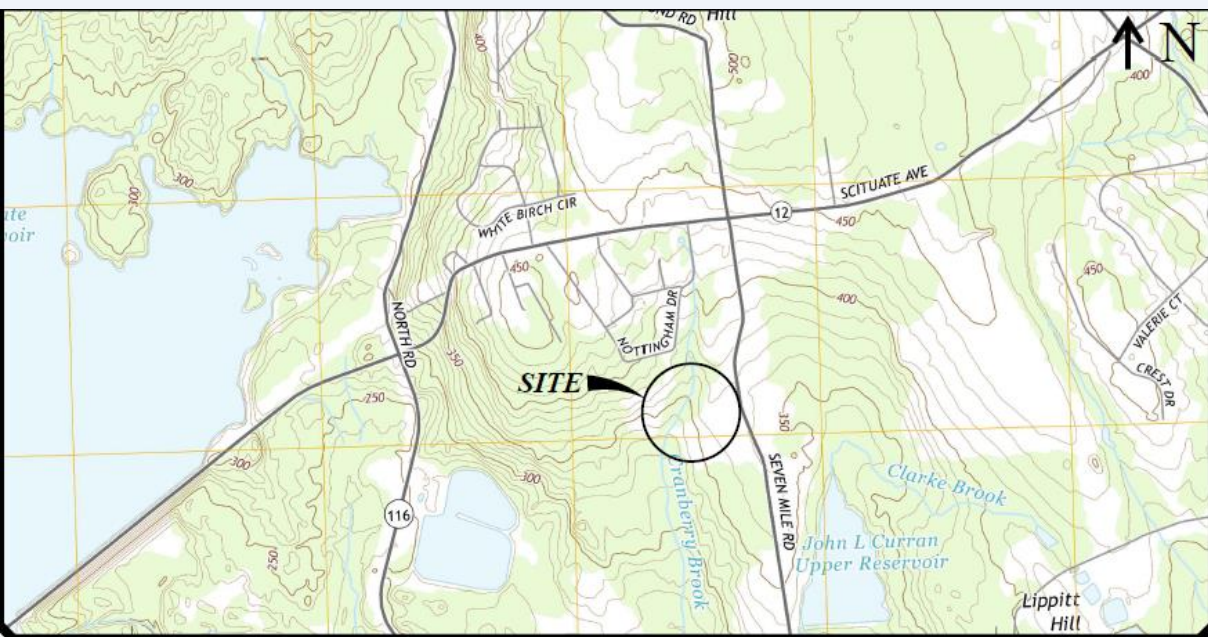 Hill
N
400
500
400
300
300
SCITUATE AVE
12
450
WHITE BIRCH CIR
450
450
NORTH RD
400
NOTTINGHAM DR
VALERIE CT
350
SITE
CREST DR
250
350
300
SEVEN MILE RD
300
Clarke Brook
Cranberry Brook
116
John L Curran
Upper Reservoir
250
Lippitt
Hill